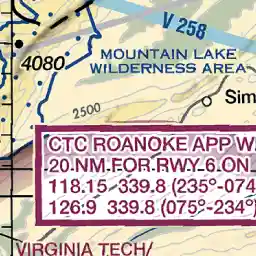 V 258
4080
MOUNTAIN LAKE
WILDERNESS AREA
2500
Sim
CTC ROANOKE APP W
20 NM FOR RWY 6 ON
118.15 339.8 (235°-074
126.9 339.8 (075°-234°)
VIRGINIA TECH/